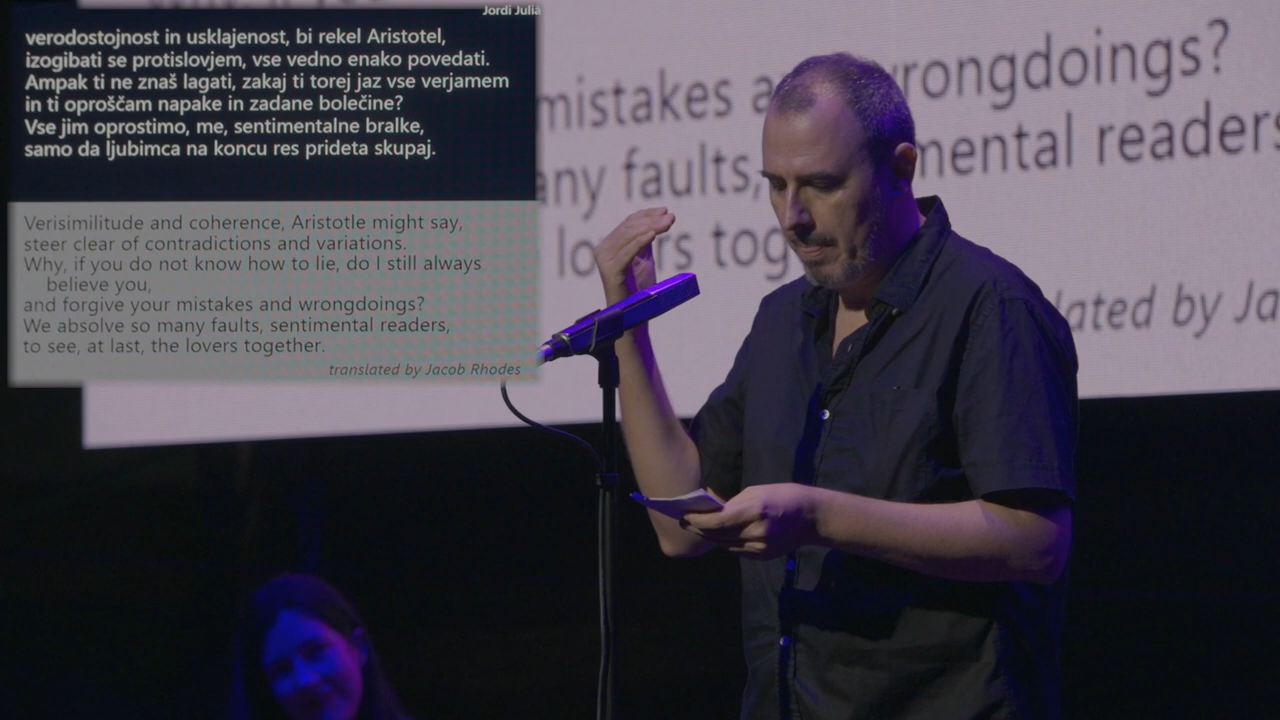 Jordi Julià
verodostojnost in usklajenost, bi rekel Aristotel,
izogibati se protislovjem, vse vedno enako povedati.
Ampak ti ne znaš lagati, zakaj ti torej jaz vse verjamem
in ti oproščam napake in zadane bolečine?
Vse jim oprostimo, me, sentimentalne bralke,
samo da ljubimca na koncu res prideta skupaj.
Verisimilitude and coherence, Aristotle might say,
steer clear of contradictions and variations.
Why, if you do not know how to lie, do I still always
believe you,
and forgive your mistakes and wrongdoings?
We absolve so many faults, sentimental readers,
to see, at last, the lovers together.
translated by Jacob Rhodes
mistakes a wrongdoings?
any faults, mental readers
lovers tog
lated by Ja